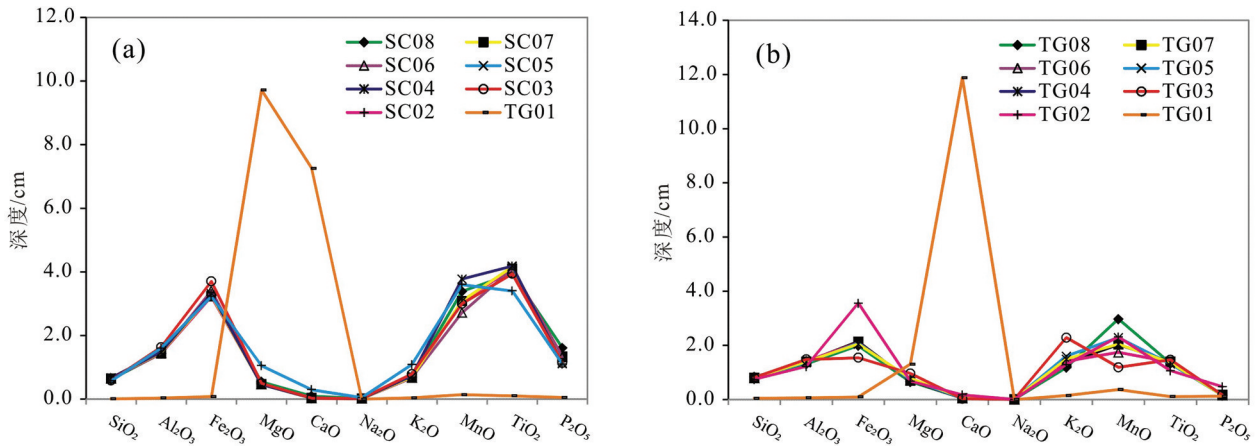 (a)
12.0
10.0
8.0
6.0
4.0
2.0
0.0
深度/cm
SC08 SC07
SC06 SC05
SC04 SC03
SC02 TG01
SiO₂ Al₂O₃ Fe₂O₃ MgO CaO Na₂O K₂O MnO TiO₂ P₂O₅
(b)
14.0
12.0
14.0
8.0
6.0
4.0
2.0
0.0
深度/cm
TG08 TG07
TG06 TG05
TG04 TG03
TG02 TG01
SiO₂ Al₂O₃ Fe₂O₃ MgO CaO Na₂O K₂O MnO TiO₂ P₂O₅